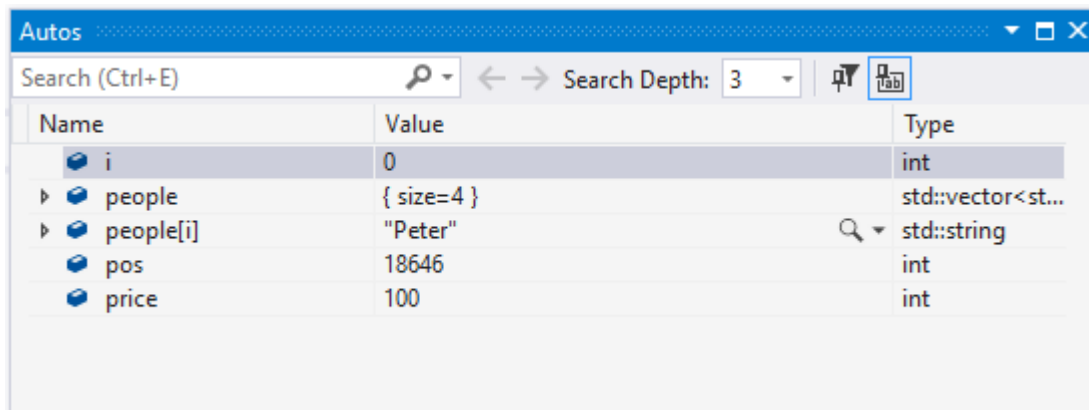 Autos
Search (Ctrl+E) Search Depth: 3
Name Value Type
i 0 int
people { size=4 } std::vector<st...
people[i] "Peter" std::string
pos 18646 int
price 100 int